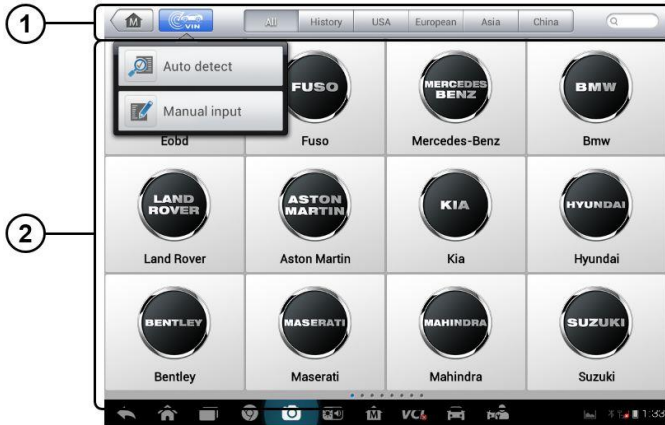 1
M VIN All History USA European Asia China
Auto detect
Manual input
FUSO MERCEDES BENZ BMW
Eobd Fuso Mercedes-Benz Bmw
LAND ROVER ASTON MARTIN KIA HYUNDAI
2
Land Rover Aston Martin Kia Hyundai
BENTLEY MASERATI MAHINDRA SUZUKI
Bentley Maserati Mahindra Suzuki
M VCI 1:33